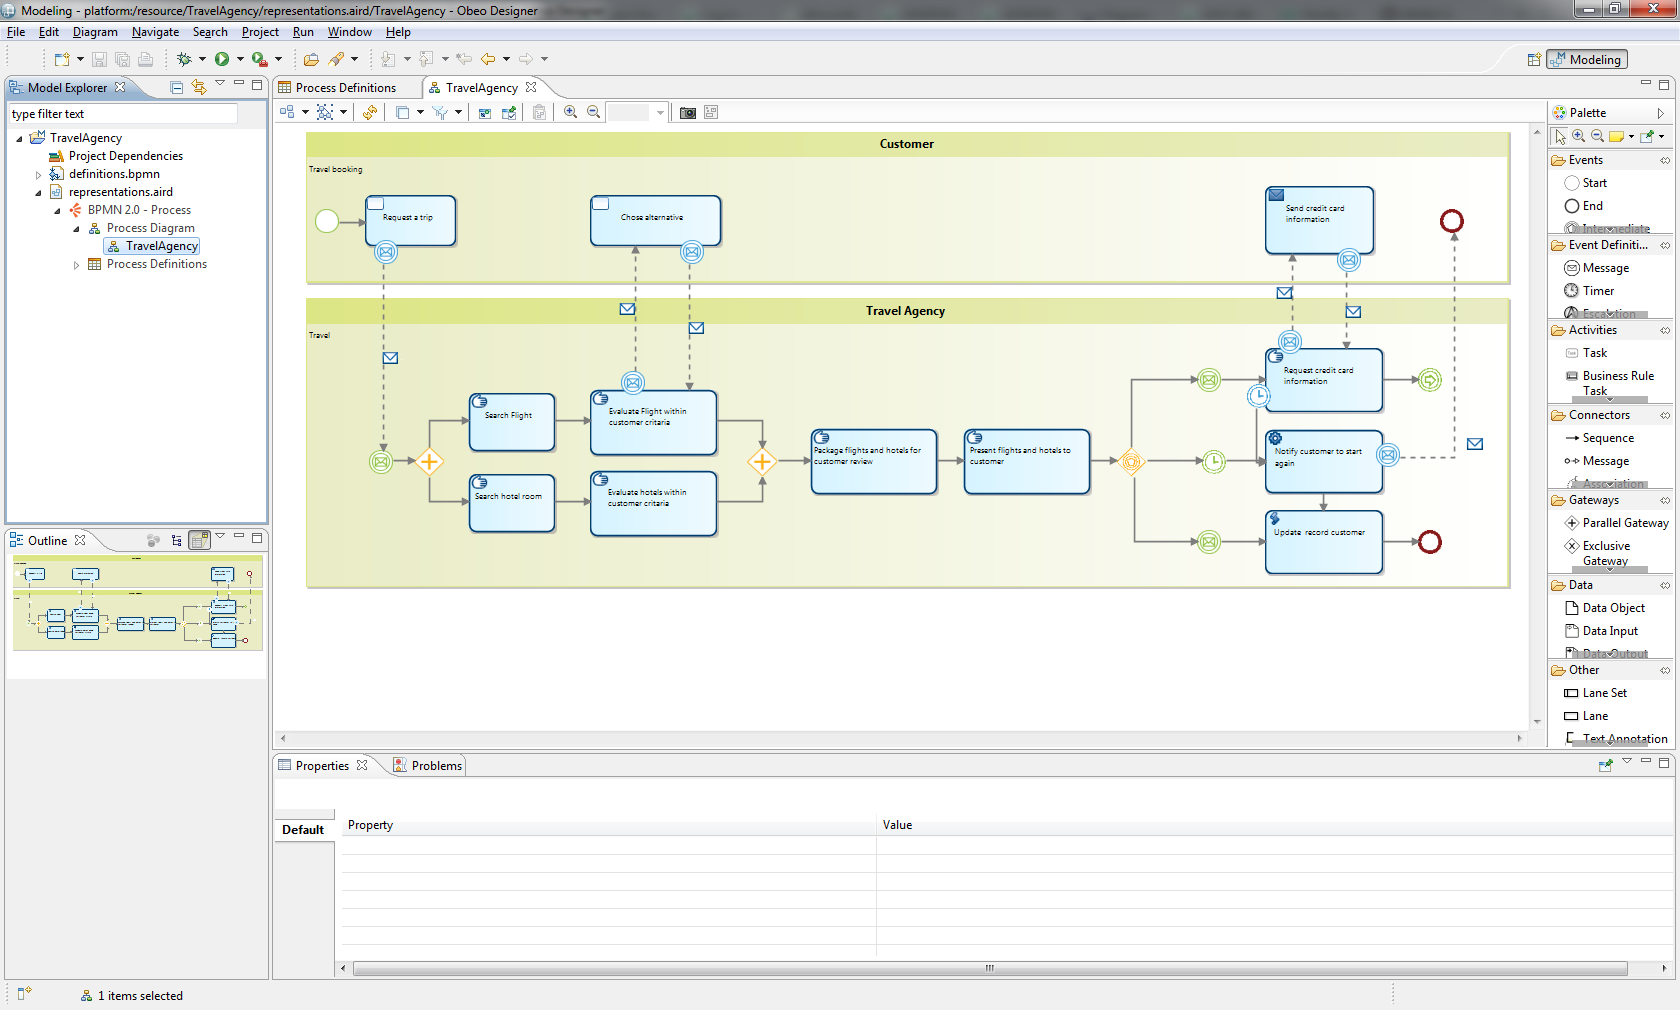 Modeling - platform:/resource/TravelAgency/representations.aird/TravelAgency - Obeo Designer
File Edit Diagram Navigate Search Project Run Window Help
Modeling
Model Explorer
type filter text
TravelAgency
Project Dependencies
definitions.bpmn
representations.aird
BPMN 2.0 - Process
Process Diagram
TravelAgency
Process Definitions
Outline
Process Definitions
TravelAgency
Customer
Travel booking
Request a trip
Chose alternative
Send credit card
information
Travel Agency
Travel
Search Flight
Evaluate Flight within
customer critaria
Search hotel room
Evaluate hotels within
customer critaria
Package flights and hotels for
customer review
Present flights and hotels to
customer
Request credit card
information
Notify customer to start
again
Update record customer
Palette
Events
Start
End
Intermediate
Event Definiti...
Message
Timer
Escalation
Activities
Task
Business Rule
Task
Connectors
Sequence
Message
Association
Gateways
Parallel Gateway
Exclusive
Gateway
Data
Data Object
Data Input
Data Output
Other
Lane Set
Lane
Text Annotation
Properties
Problems
Default
Property
Value
1 items selected